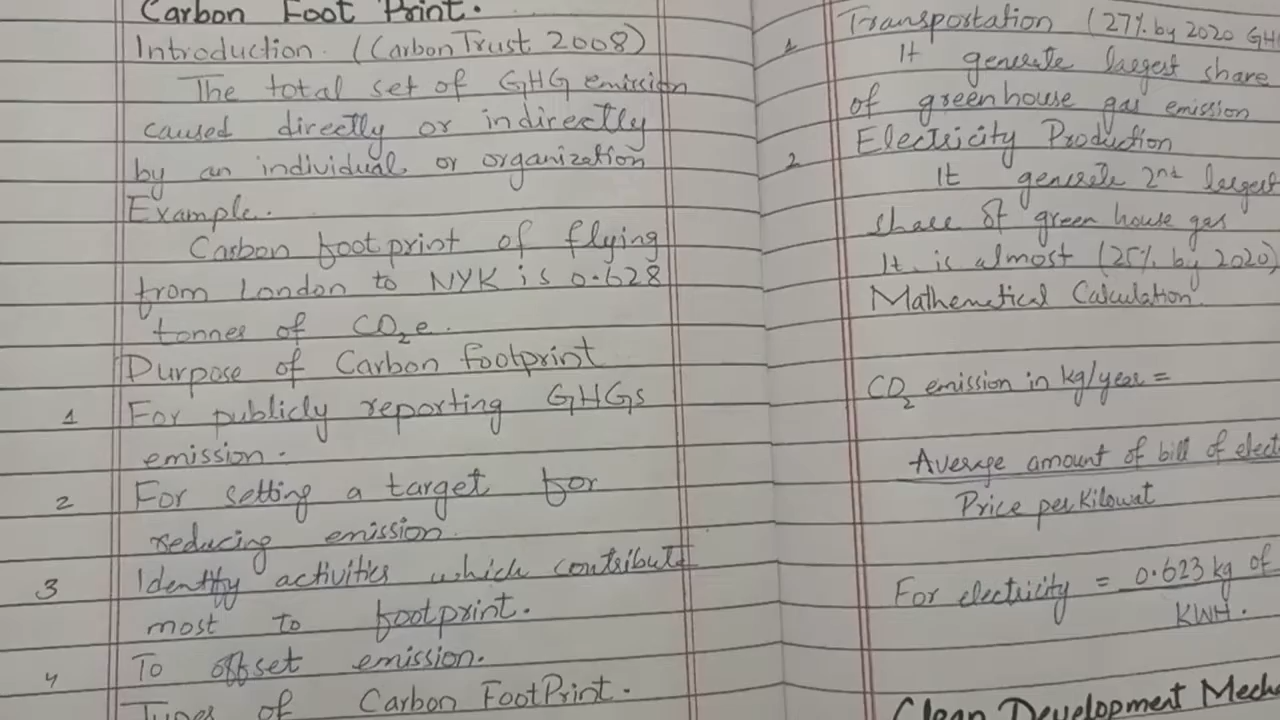 Carbon Foot Print.
Introduction. (Carbon Trust 2008)
The total set of GHG emission
caused directly or indirectly
by an individual or organization
Example.
Carbon footprint of flying
from London to NYK is 0.628
tonnes of CO2e.
Purpose of Carbon Footprint
1 For publicly reporting GHGs
emission.
2 For setting a target for
reducing emission.
3 Identify activities which contribute
most to footprint.
4 To offset emission.
Types of Carbon FootPrint.
1 Transportation (27% by 2020 GH
It generate largest share
of greenhouse gas emission
2 Electricity Production
It generate 2nd largest
share of green house gas
It is almost (25% by 2020)
Mathematical Calculation.
CO2 emission in kg/year =
Average amount of bill of elect
Price per Kilowat
For electricity = 0.623 kg of
KWH.
Clean Development Mech